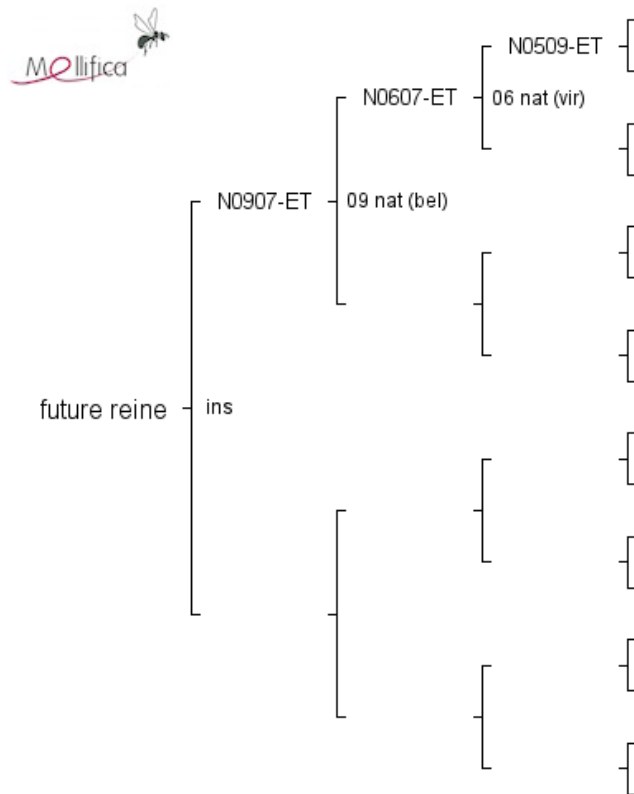 Mellifica
N0509-ET
N0607-ET
06 nat (vir)
N0907-ET
09 nat (bel)
future reine
ins